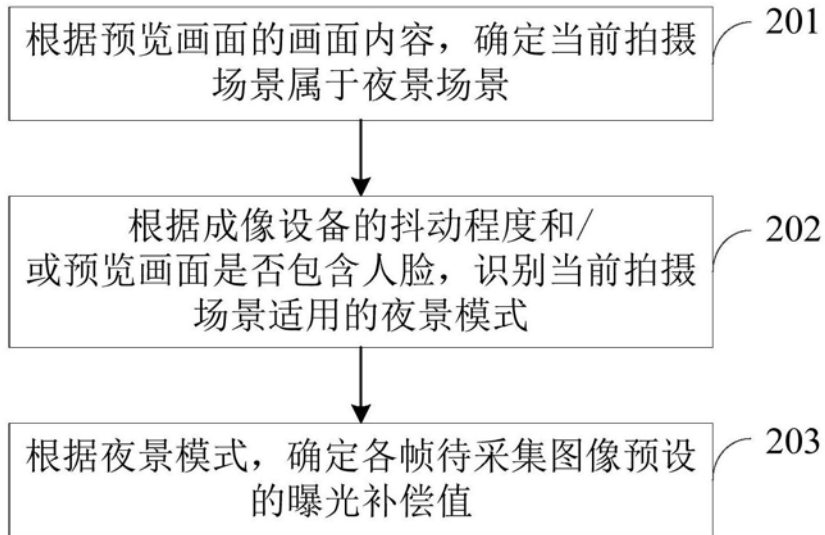 根据预览画面的画面内容，确定当前拍摄
场景属于夜景场景
201
根据成像设备的抖动程度和/
或预览画面是否包含人脸，识别当前拍摄
场景适用的夜景模式
202
根据夜景模式，确定各帧待采集图像预设
的曝光补偿值
203